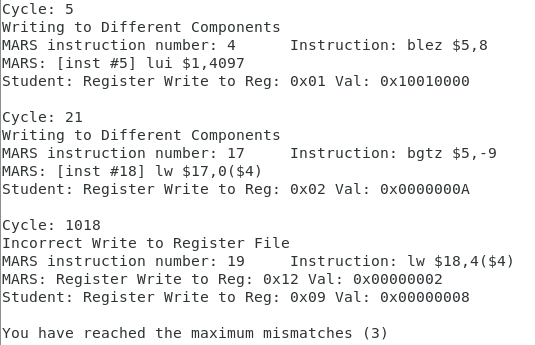 Cycle: 5
Writing to Different Components
MARS instruction number: 4      Instruction: blez $5,8
MARS: [inst #5] lui $1,4097
Student: Register Write to Reg: 0x01 Val: 0x10010000

Cycle: 21
Writing to Different Components
MARS instruction number: 17     Instruction: bgtz $5,-9
MARS: [inst #18] lw $17,0($4)
Student: Register Write to Reg: 0x02 Val: 0x0000000A

Cycle: 1018
Incorrect Write to Register File
MARS instruction number: 19     Instruction: lw $18,4($4)
MARS: Register Write to Reg: 0x12 Val: 0x00000002
Student: Register Write to Reg: 0x09 Val: 0x00000008

You have reached the maximum mismatches (3)